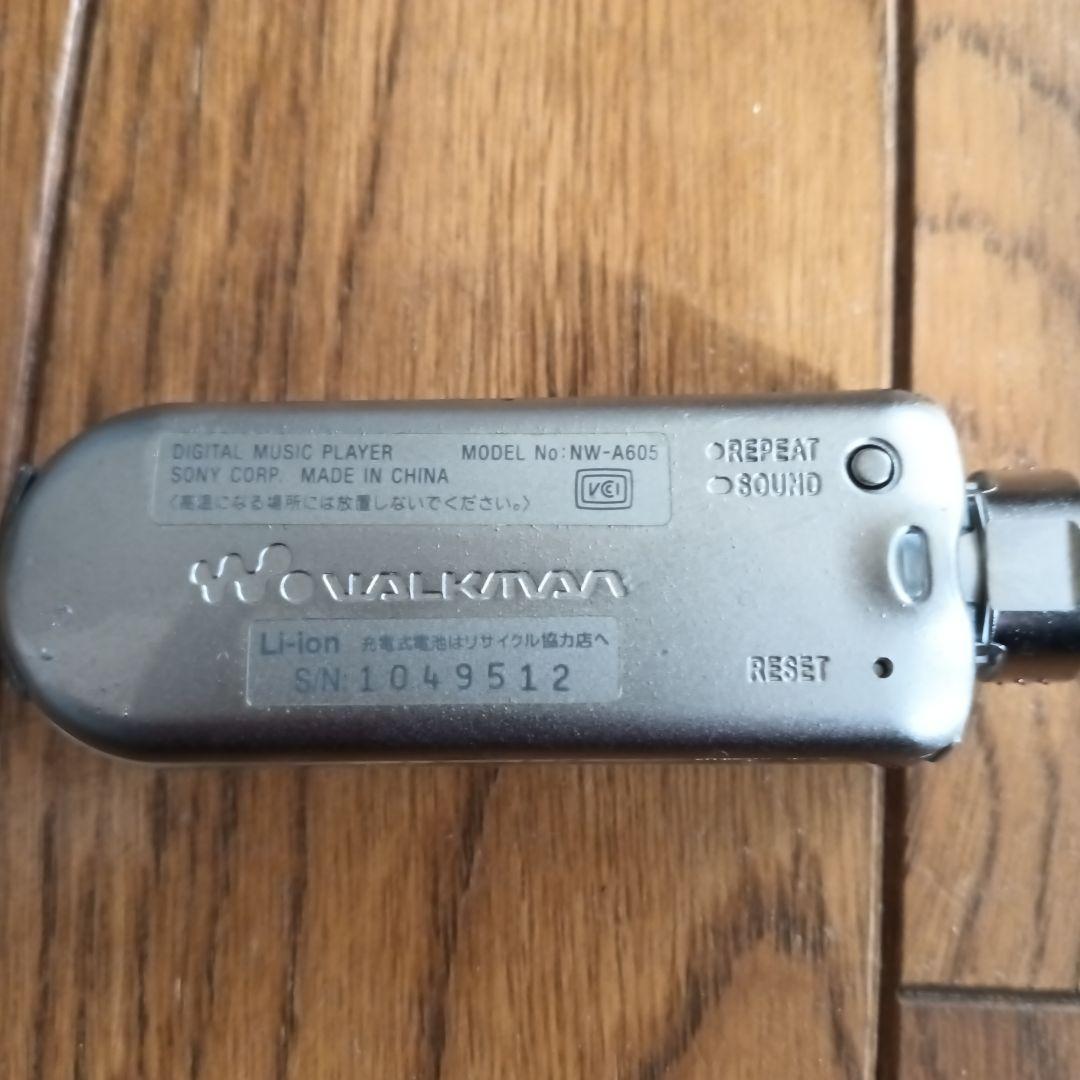 DIGITAL MUSIC PLAYER MODEL No:NW-A605
SONY CORP. MADE IN CHINA
〈高温になる場所には放置しないでください。〉
VCI
REPEAT
SOUND
WALKMAN
Li-ion 充電式電池はリサイクル協力店へ
S/N: 1049512
RESET